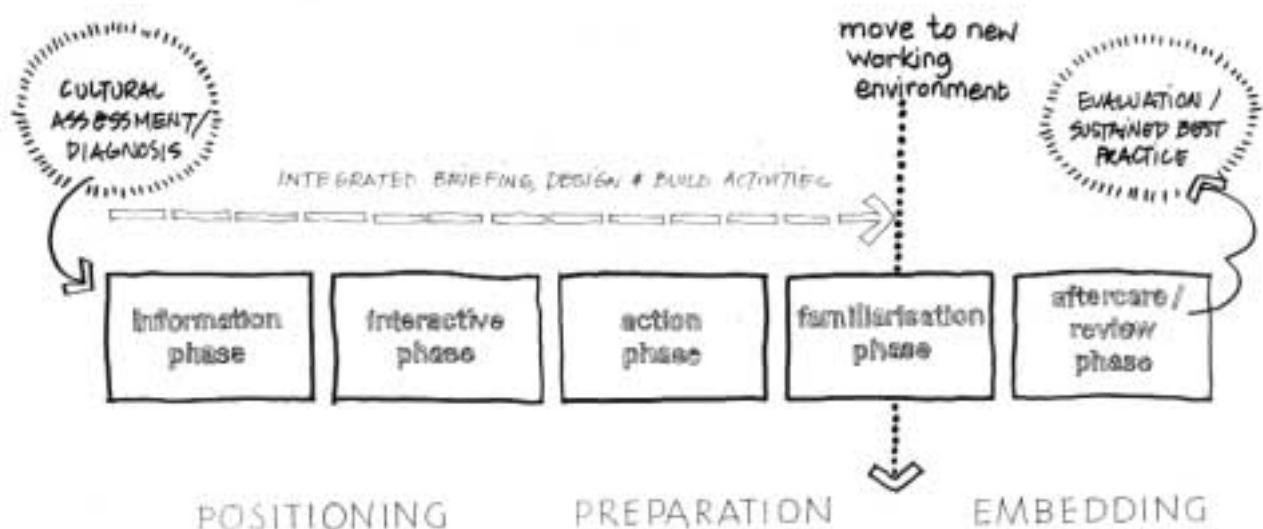 CULTURAL
ASSESSMENT/
DIAGNOSIS
move to new
working
environment
EVALUATION /
SUSTAINED BEST
PRACTICE
INTEGRATED BRIEFING, DESIGN & BUILD ACTIVITIES
information
phase
interactive
phase
action
phase
familiarisation
phase
aftercare /
review
phase
POSITIONING
PREPARATION
EMBEDDING